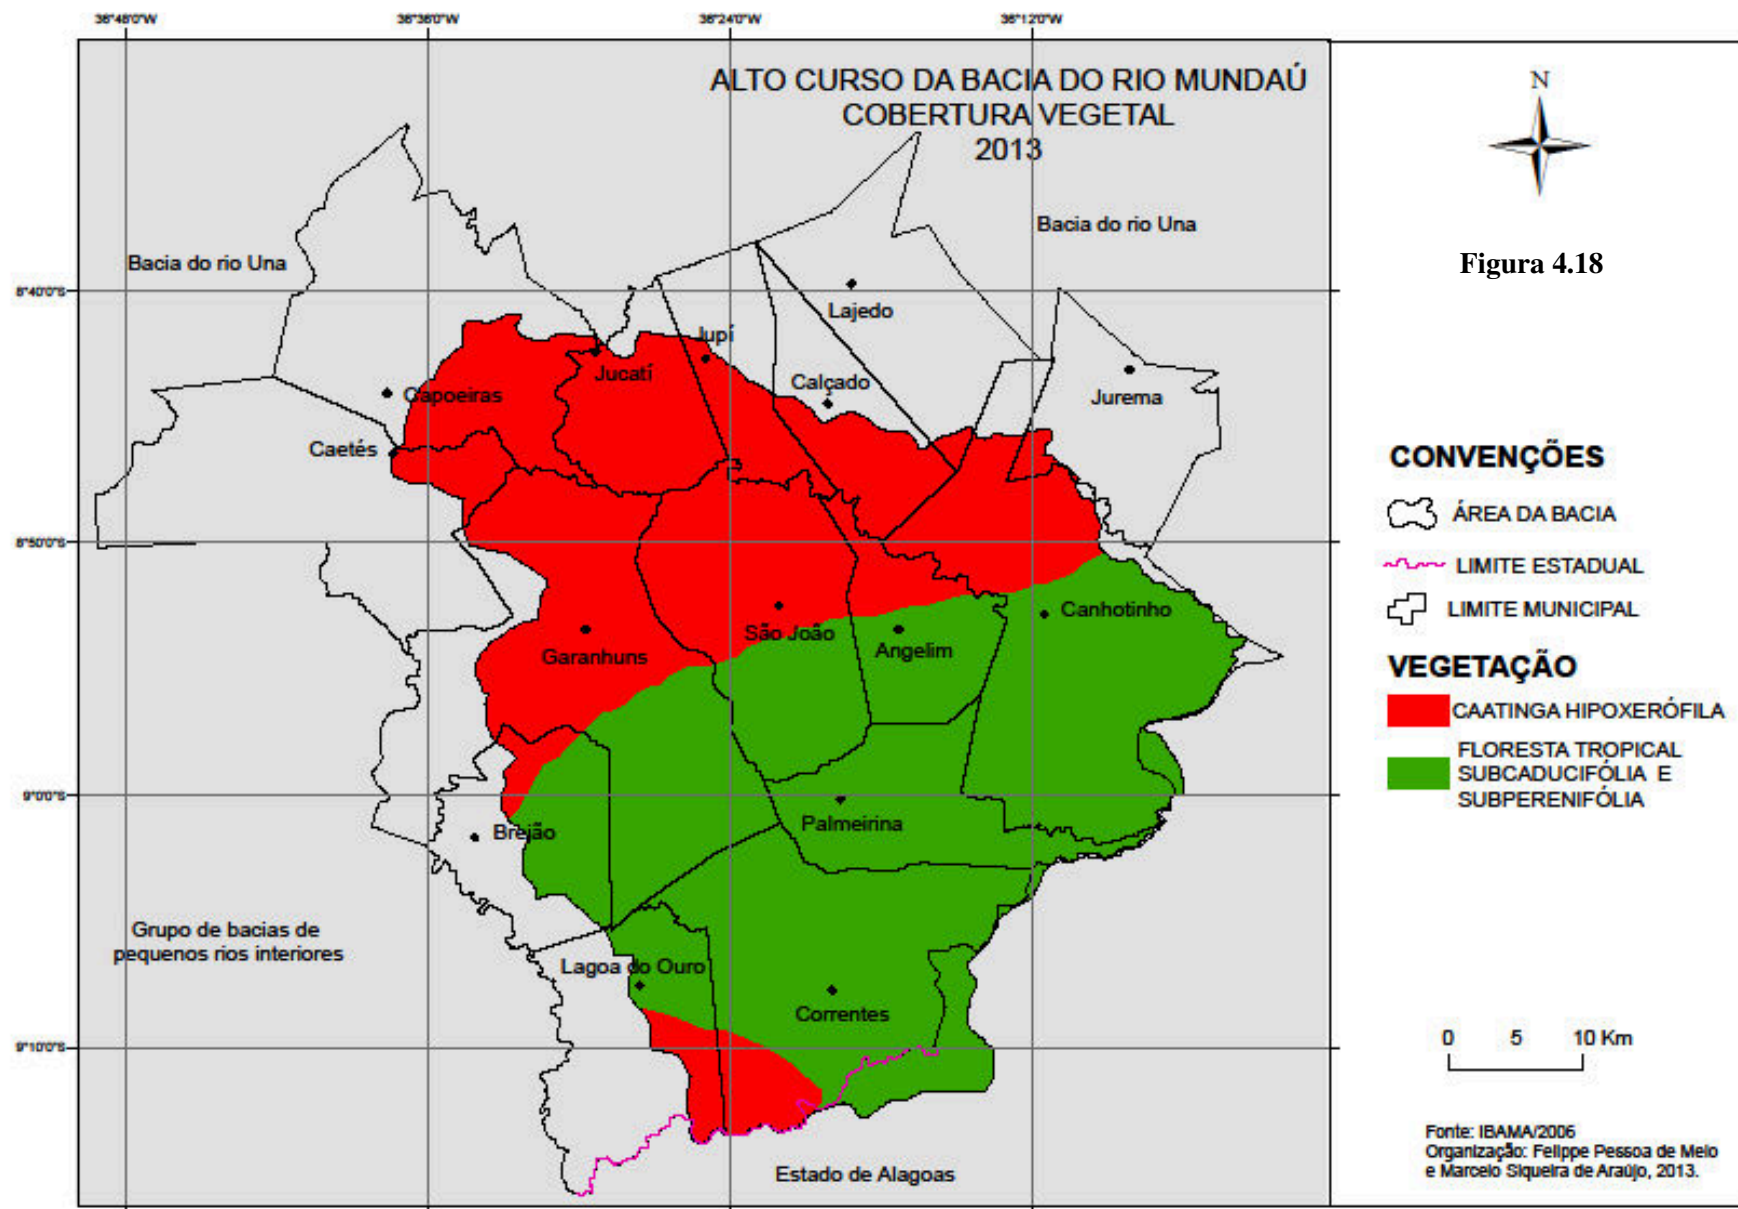 36°48'0"W 36°36'0"W 36°24'0"W 36°12'0"W
ALTO CURSO DA BACIA DO RIO MUNDAÚ
COBERTURA VEGETAL
2013
N
Bacia do rio Una
Bacia do rio Una
Figura 4.18
8°40'0"S
Lajedo
Jupí
Jucatí
Calçado
Capoeiras
Jurema
Caetés
CONVENÇÕES
ÁREA DA BACIA
8°50'0"S
LIMITE ESTADUAL
LIMITE MUNICIPAL
Canhotinho
São João
Angelim
Garanhuns
VEGETAÇÃO
CAATINGA HIPOXERÓFILA
FLORESTA TROPICAL
SUBCADUCIFÓLIA E
SUBPERENIFÓLIA
9°0'0"S
Palmeirina
Brejão
Grupo de bacias de
pequenos rios interiores
Lagoa do Ouro
Correntes
9°10'0"S
0 5 10 Km
Estado de Alagoas
Fonte: IBAMA/2006
Organização: Felippe Pessoa de Melo
e Marcelo Siqueira de Araújo, 2013.